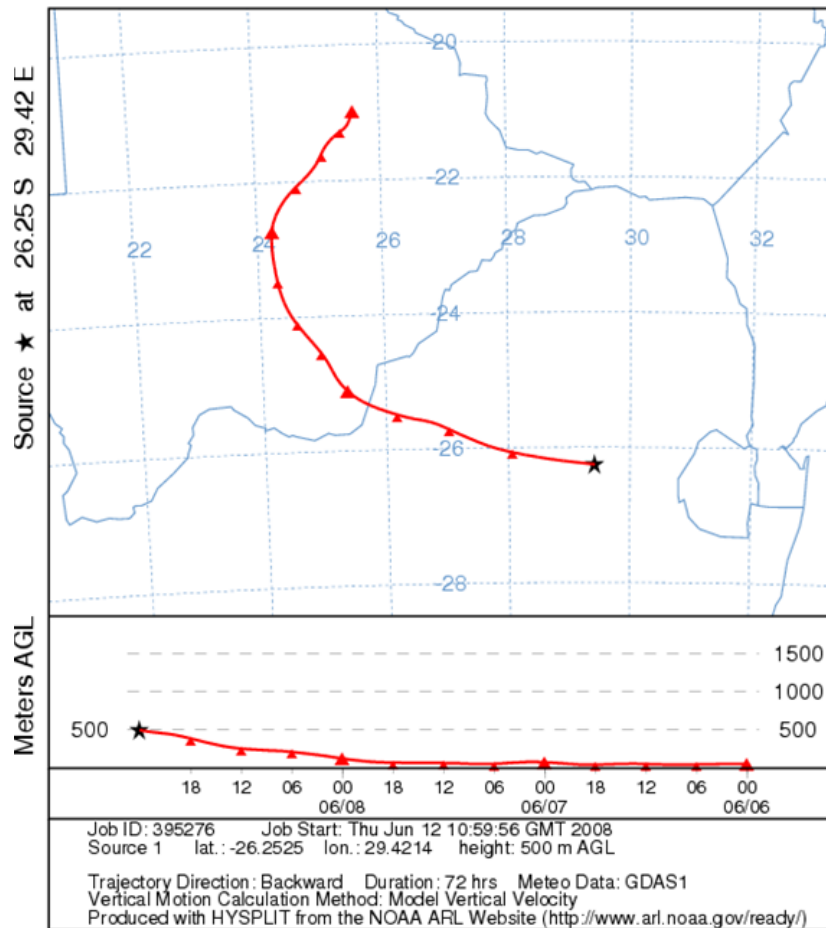 Source ★ at 26.25 S 29.42 E
-20
-22
22 24 26 28 30 32
-24
-26
-28
Meters AGL
1500
1000
500 500
18 12 06 00 18 12 06 00 18 12 06 00
06/08 06/07 06/06
Job ID: 395276 Job Start: Thu Jun 12 10:59:56 GMT 2008
Source 1 lat.: -26.2525 lon.: 29.4214 height: 500 m AGL
Trajectory Direction: Backward Duration: 72 hrs Meteo Data: GDAS1
Vertical Motion Calculation Method: Model Vertical Velocity
Produced with HYSPLIT from the NOAA ARL Website (http://www.arl.noaa.gov/ready/)